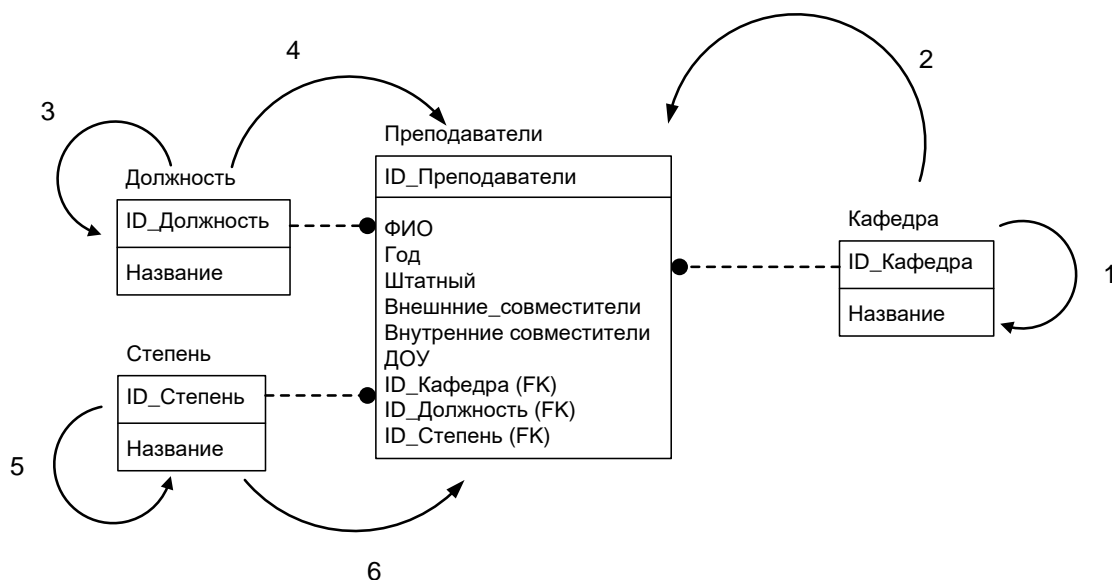 4
2
3
Преподаватели
ID_Преподаватели
ФИО
Год
Штатный
Внешнние_совместители
Внутренние совместители
ДОУ
ID_Кафедра (FK)
ID_Должность (FK)
ID_Степень (FK)
Должность
ID_Должность
Название
Кафедра
ID_Кафедра
Название
1
Степень
ID_Степень
Название
5
6